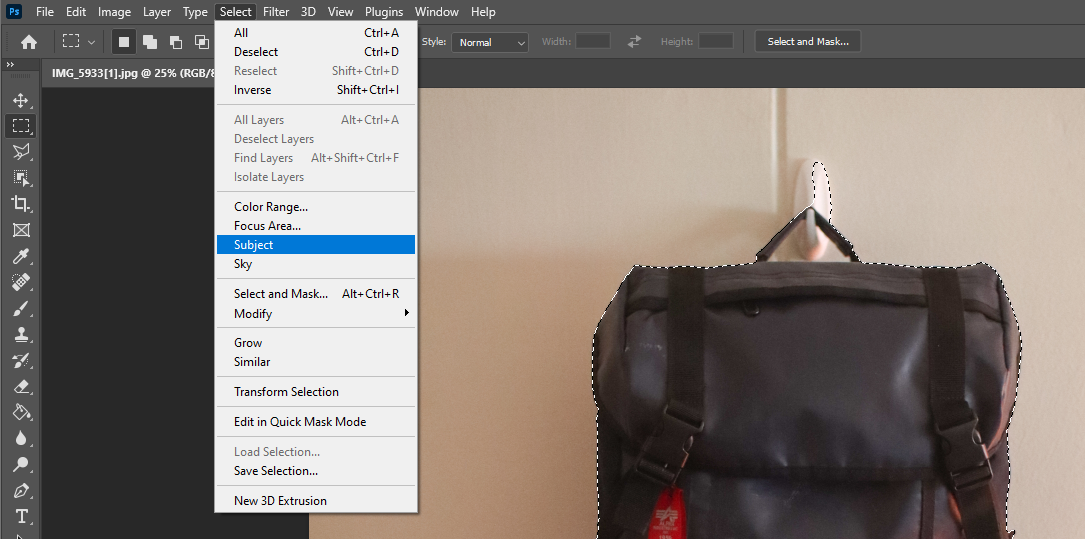 Ps File Edit Image Layer Type Select Filter 3D View Plugins Window Help
Style: Normal Width: Height: Select and Mask...
IMG_5933[1].jpg @ 25% (RGB/8
All Ctrl+A
Deselect Ctrl+D
Reselect Shift+Ctrl+D
Inverse Shift+Ctrl+I
All Layers Alt+Ctrl+A
Deselect Layers
Find Layers Alt+Shift+Ctrl+F
Isolate Layers
Color Range...
Focus Area...
Subject
Sky
Select and Mask... Alt+Ctrl+R
Modify
Grow
Similar
Transform Selection
Edit in Quick Mask Mode
Load Selection...
Save Selection...
New 3D Extrusion
T